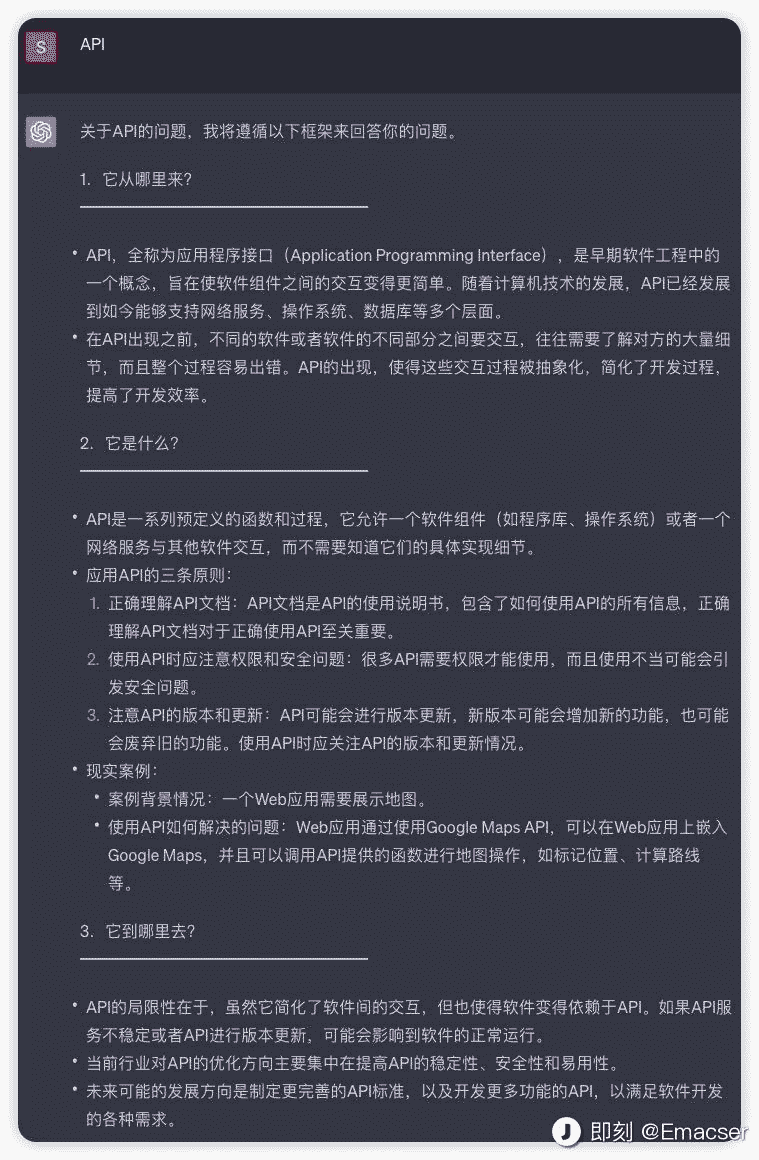 S
API
关于API的问题，我将遵循以下框架来回答你的问题。
1. 它从哪里来？
• API，全称为应用程序接口（Application Programming Interface），是早期软件工程中的
一个概念，旨在使软件组件之间的交互变得更简单。随着计算机技术的发展，API已经发展
到如今能够支持网络服务、操作系统、数据库等多个层面。
• 在API出现之前，不同的软件或者软件的不同部分之间要交互，往往需要了解对方的大量细
节，而且整个过程容易出错。API的出现，使得这些交互过程被抽象化，简化了开发过程，
提高了开发效率。
2. 它是什么？
• API是一系列预定义的函数和过程，它允许一个软件组件（如程序库、操作系统）或者一个
网络服务与其他软件交互，而不需要知道它们的具体实现细节。
• 应用API的三条原则：
1. 正确理解API文档：API文档是API的使用说明书，包含了如何使用API的所有信息，正确
理解API文档对于正确使用API至关重要。
2. 使用API时应注意权限和安全问题：很多API需要权限才能使用，而且使用不当可能会引
发安全问题。
3. 注意API的版本和更新：API可能会进行版本更新，新版本可能会增加新的功能，也可能
会废弃旧的功能。使用API时应关注API的版本和更新情况。
• 现实案例：
• 案例背景情况：一个Web应用需要展示地图。
• 使用API如何解决的问题：Web应用通过使用Google Maps API，可以在Web应用上嵌入
Google Maps，并且可以调用API提供的函数进行地图操作，如标记位置、计算路线
等。
3. 它到哪里去？
• API的局限性在于，虽然它简化了软件间的交互，但也使得软件变得依赖于API。如果API服
务不稳定或者API进行版本更新，可能会影响到软件的正常运行。
• 当前行业对API的优化方向主要集中在提高API的稳定性、安全性和易用性。
• 未来可能的发展方向是制定更完善的API标准，以及开发更多功能的API，以满足软件开发
的各种需求。
即刻 @Emacser